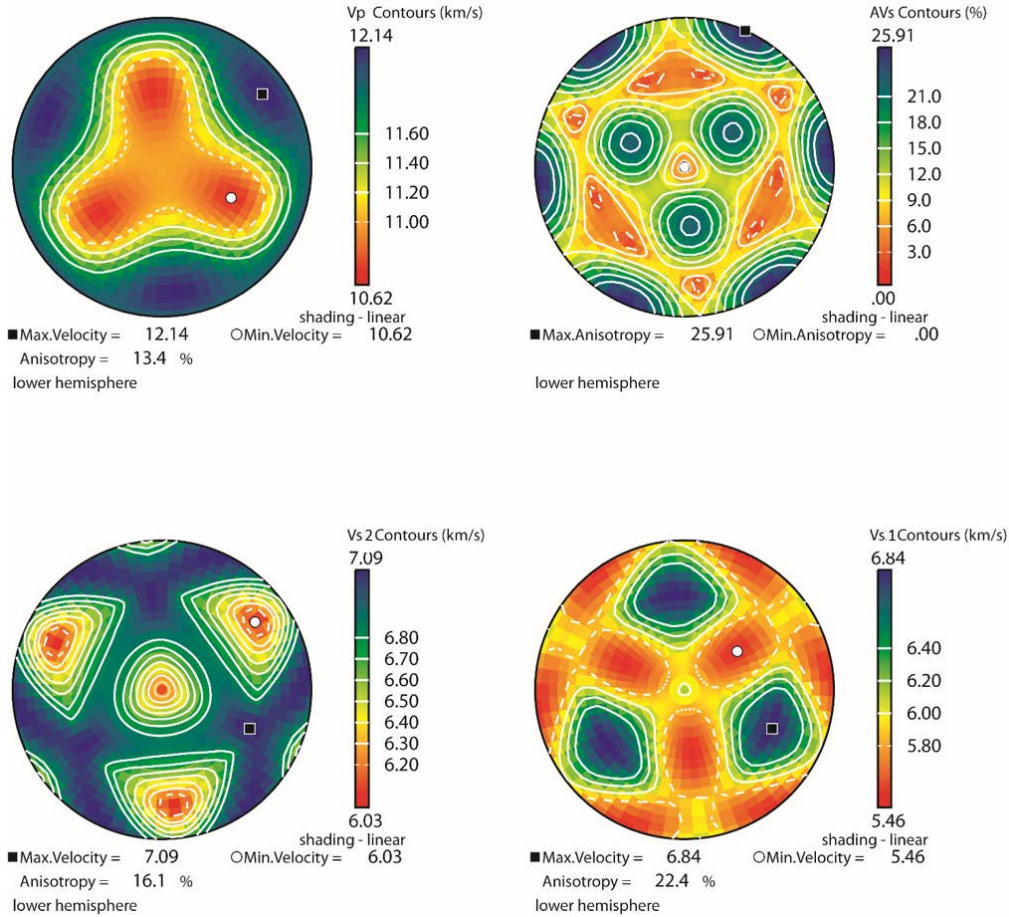 Vp Contours (km/s)
12.14
11.60
11.40
11.20
11.00
10.62
shading - linear
■ Max.Velocity = 12.14 ○ Min.Velocity = 10.62
Anisotropy = 13.4 %
lower hemisphere
AVs Contours (%)
25.91
21.0
18.0
15.0
12.0
9.0
6.0
3.0
.00
shading - linear
■ Max.Anisotropy = 25.91 ○ Min.Anisotropy = .00
lower hemisphere
Vs 2 Contours (km/s)
7.09
6.80
6.70
6.60
6.50
6.40
6.30
6.20
6.03
shading - linear
■ Max.Velocity = 7.09 ○ Min.Velocity = 6.03
Anisotropy = 16.1 %
lower hemisphere
Vs.1 Contours (km/s)
6.84
6.40
6.20
6.00
5.80
5.46
shading - linear
■ Max.Velocity = 6.84 ○ Min.Velocity = 5.46
Anisotropy = 22.4 %
lower hemisphere